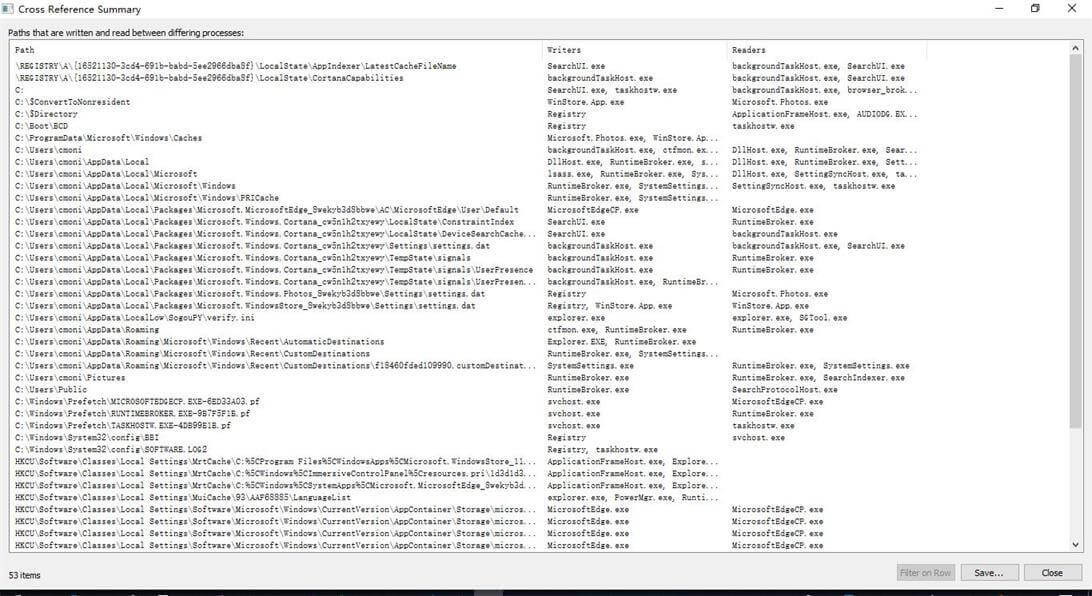 Cross Reference Summary
Paths that are written and read between differing processes:
Path Writers Readers
\REGISTRY\A\{16521130-3cd4-691b-babd-5ee2966dba8f}\LocalState\AppIndexer\LatestCacheFileName SearchUI.exe backgroundTaskHost.exe, SearchUI.exe
\REGISTRY\A\{16521130-3cd4-691b-babd-5ee2966dba8f}\LocalState\CortanaCapabilities backgroundTaskHost.exe backgroundTaskHost.exe, SearchUI.exe
C: SearchUI.exe, taskhostw.exe backgroundTaskHost.exe, browser_brok...
C:\$ConvertToNonresident WinStore.App.exe Microsoft.Photos.exe
C:\$Directory Registry ApplicationFrameHost.exe, AUDIODG.EX...
C:\Boot\BCD Registry taskhostw.exe
C:\ProgramData\Microsoft\Windows\Caches Microsoft.Photos.exe, WinStore.Ap...
C:\Users\cmoni backgroundTaskHost.exe, ctfmon.ex... DllHost.exe, RuntimeBroker.exe, Sear...
C:\Users\cmoni\AppData\Local DllHost.exe, RuntimeBroker.exe, s... DllHost.exe, RuntimeBroker.exe, Sett...
C:\Users\cmoni\AppData\Local\Microsoft lsass.exe, RuntimeBroker.exe, Sys... DllHost.exe, SettingSyncHost.exe, ta...
C:\Users\cmoni\AppData\Local\Microsoft\Windows RuntimeBroker.exe, SystemSettings... SettingSyncHost.exe, taskhostw.exe
C:\Users\cmoni\AppData\Local\Microsoft\Windows\PRICache RuntimeBroker.exe, SystemSettings...
C:\Users\cmoni\AppData\Local\Packages\Microsoft.MicrosoftEdge_8wekyb3d8bbwe\AC\MicrosoftEdge\User\Default MicrosoftEdgeCP.exe MicrosoftEdge.exe
C:\Users\cmoni\AppData\Local\Packages\Microsoft.Windows.Cortana_cw5n1h2txyewy\LocalState\ConstraintIndex SearchUI.exe RuntimeBroker.exe
C:\Users\cmoni\AppData\Local\Packages\Microsoft.Windows.Cortana_cw5n1h2txyewy\LocalState\DeviceSearchCache... SearchUI.exe backgroundTaskHost.exe
C:\Users\cmoni\AppData\Local\Packages\Microsoft.Windows.Cortana_cw5n1h2txyewy\Settings\settings.dat backgroundTaskHost.exe backgroundTaskHost.exe, SearchUI.exe
C:\Users\cmoni\AppData\Local\Packages\Microsoft.Windows.Cortana_cw5n1h2txyewy\TempState\signals backgroundTaskHost.exe RuntimeBroker.exe
C:\Users\cmoni\AppData\Local\Packages\Microsoft.Windows.Cortana_cw5n1h2txyewy\TempState\signals\UserPresence backgroundTaskHost.exe RuntimeBroker.exe
C:\Users\cmoni\AppData\Local\Packages\Microsoft.Windows.Cortana_cw5n1h2txyewy\TempState\signals\UserPresen... backgroundTaskHost.exe, RuntimeBr...
C:\Users\cmoni\AppData\Local\Packages\Microsoft.Windows.Photos_8wekyb3d8bbwe\Settings\settings.dat Registry Microsoft.Photos.exe
C:\Users\cmoni\AppData\Local\Packages\Microsoft.WindowsStore_8wekyb3d8bbwe\Settings\settings.dat Registry, WinStore.App.exe WinStore.App.exe
C:\Users\cmoni\AppData\LocalLow\SogouPY\verify.ini explorer.exe explorer.exe, SGTool.exe
C:\Users\cmoni\AppData\Roaming ctfmon.exe, RuntimeBroker.exe RuntimeBroker.exe
C:\Users\cmoni\AppData\Roaming\Microsoft\Windows\Recent\AutomaticDestinations Explorer.EXE, RuntimeBroker.exe
C:\Users\cmoni\AppData\Roaming\Microsoft\Windows\Recent\CustomDestinations RuntimeBroker.exe, SystemSettings...
C:\Users\cmoni\AppData\Roaming\Microsoft\Windows\Recent\CustomDestinations\f18460fded109990.customDestinat... SystemSettings.exe RuntimeBroker.exe, SystemSettings.exe
C:\Users\cmoni\Pictures RuntimeBroker.exe RuntimeBroker.exe, SearchIndexer.exe
C:\Users\Public RuntimeBroker.exe SearchProtocolHost.exe
C:\Windows\Prefetch\MICROSOFTEDGECP.EXE-6ED33A03.pf svchost.exe MicrosoftEdgeCP.exe
C:\Windows\Prefetch\RUNTIMEBROKER.EXE-9B7F5F1B.pf svchost.exe RuntimeBroker.exe
C:\Windows\Prefetch\TASKHOSTW.EXE-4DB99E1B.pf svchost.exe taskhostw.exe
C:\Windows\System32\config\BBI Registry svchost.exe
C:\Windows\System32\config\SOFTWARE.LOG2 Registry, taskhostw.exe
HKCU\Software\Classes\Local Settings\MrtCache\C:%5CProgram Files%5CWindowsApps%5CMicrosoft.WindowsStore_11... ApplicationFrameHost.exe, Explore...
HKCU\Software\Classes\Local Settings\MrtCache\C:%5CWindows%5CImmersiveControlPanel%5Cresources.pri\1d3d1d3... ApplicationFrameHost.exe, Explore...
HKCU\Software\Classes\Local Settings\MrtCache\C:%5CWindows%5CSystemApps%5CMicrosoft.MicrosoftEdge_8wekyb3d... ApplicationFrameHost.exe, Explore...
HKCU\Software\Classes\Local Settings\MuiCache\93\AAF68885\LanguageList explorer.exe, PowerMgr.exe, Runti...
HKCU\Software\Classes\Local Settings\Software\Microsoft\Windows\CurrentVersion\AppContainer\Storage\micros... MicrosoftEdge.exe MicrosoftEdgeCP.exe
HKCU\Software\Classes\Local Settings\Software\Microsoft\Windows\CurrentVersion\AppContainer\Storage\micros... MicrosoftEdge.exe MicrosoftEdgeCP.exe
HKCU\Software\Classes\Local Settings\Software\Microsoft\Windows\CurrentVersion\AppContainer\Storage\micros... MicrosoftEdge.exe MicrosoftEdgeCP.exe
HKCU\Software\Classes\Local Settings\Software\Microsoft\Windows\CurrentVersion\AppContainer\Storage\micros... MicrosoftEdge.exe MicrosoftEdgeCP.exe
53 items Filter on Row Save... Close